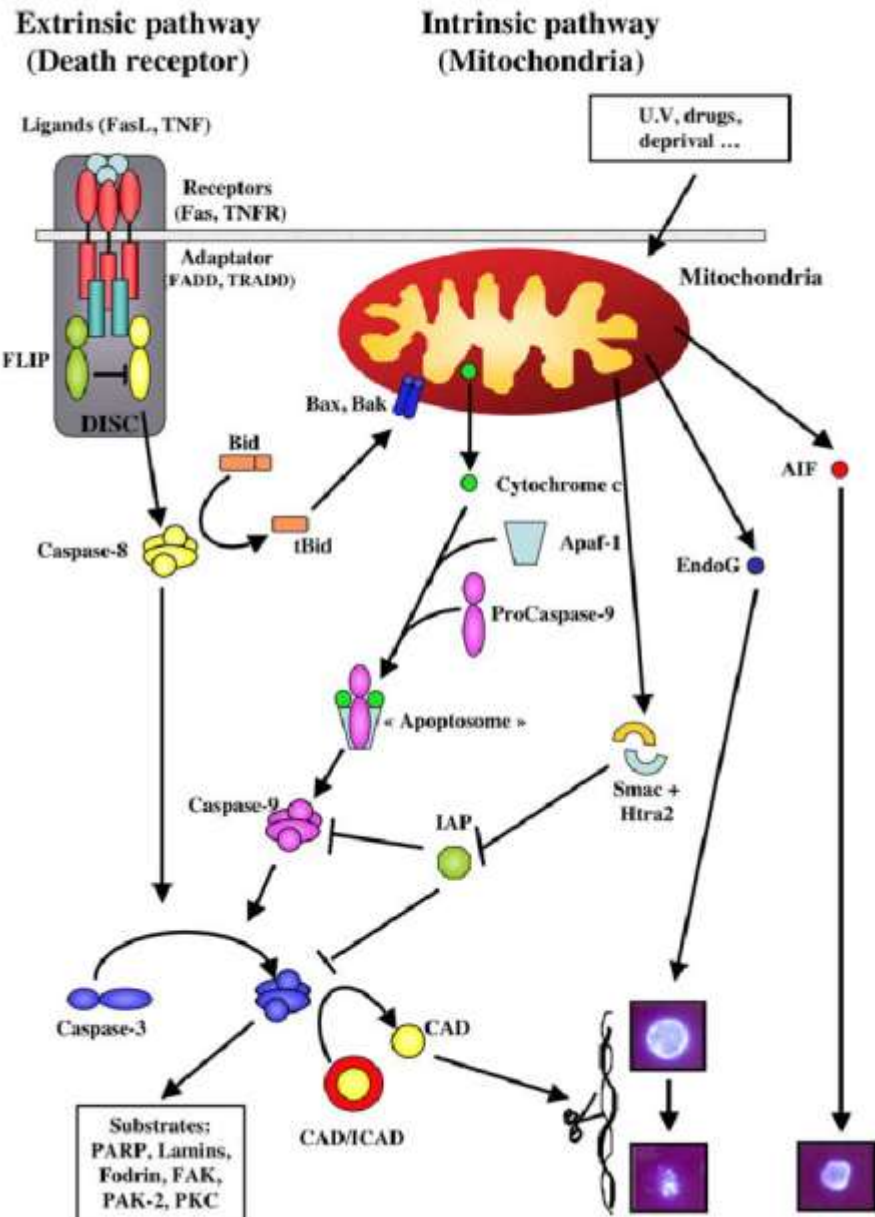 Extrinsic pathway
(Death receptor)
Intrinsic pathway
(Mitochondria)
Ligands (FasL, TNF)
U.V, drugs,
deprival ...
Receptors
(Fas, TNFR)
Adaptator
(FADD, TRADD)
Mitochondria
FLIP
DISC
Bax, Bak
Bid
AIF
Cytochrome c
tBid
Caspase-8
Apaf-1
EndoG
ProCaspase-9
« Apoptosome »
Smac +
Htra2
Caspase-9
IAP
Caspase-3
CAD
CAD/ICAD
Substrates:
PARP, Lamins,
Fodrin, FAK,
PAK-2, PKC